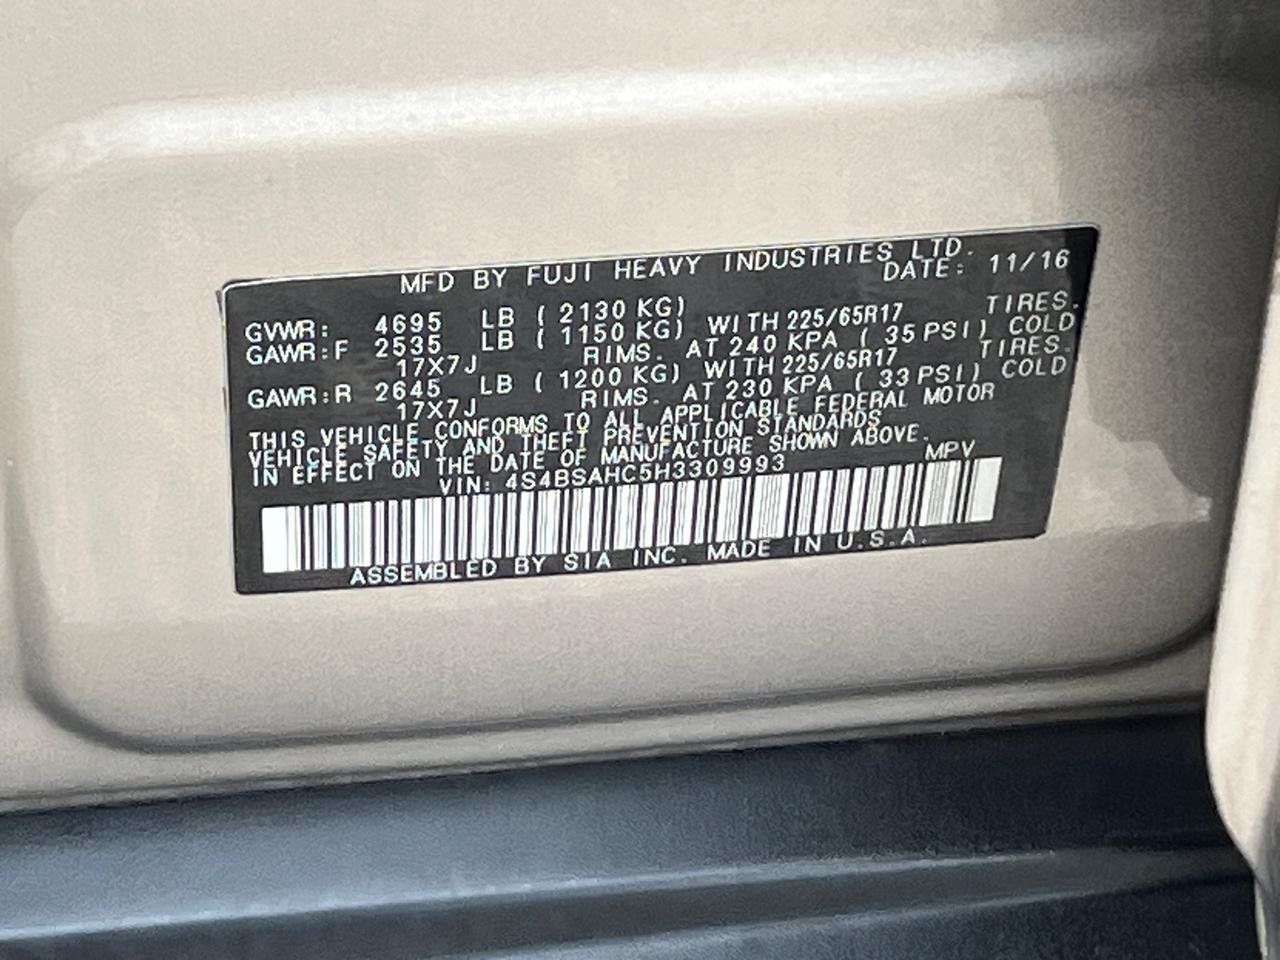 MFD BY FUJI HEAVY INDUSTRIES LTD.
DATE: 11/16
GVWR: 4695 LB ( 2130 KG)
GAWR:F 2535 LB ( 1150 KG) WITH 225/65R17 TIRES.
17X7J RIMS. AT 240 KPA ( 35 PSI) COLD
GAWR:R 2645 LB ( 1200 KG) WITH 225/65R17 TIRES.
17X7J RIMS. AT 230 KPA ( 33 PSI) COLD
THIS VEHICLE CONFORMS TO ALL APPLICABLE FEDERAL MOTOR
VEHICLE SAFETY AND THEFT PREVENTION STANDARDS
IN EFFECT ON THE DATE OF MANUFACTURE SHOWN ABOVE.
VIN: 4S4BSAHC5H3309993 MPV
ASSEMBLED BY SIA INC. MADE IN U.S.A.